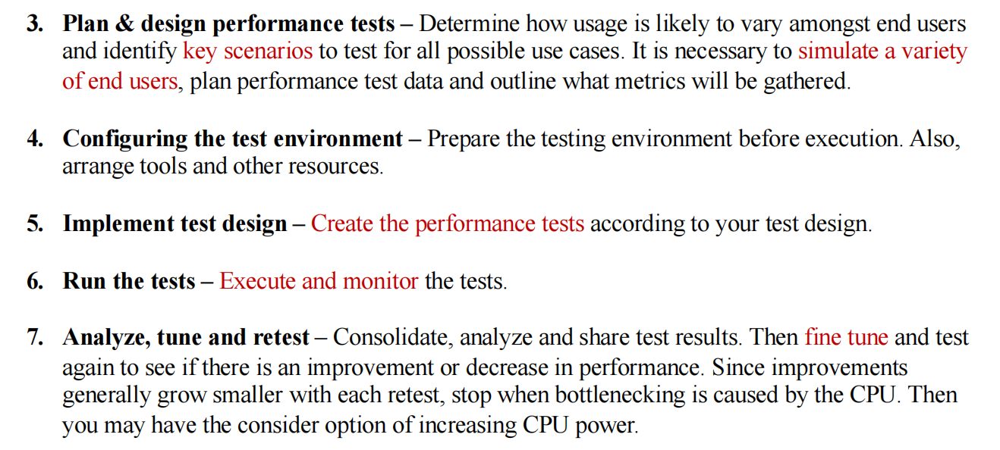 3. Plan & design performance tests – Determine how usage is likely to vary amongst end users
and identify key scenarios to test for all possible use cases. It is necessary to simulate a variety
of end users, plan performance test data and outline what metrics will be gathered.
4. Configuring the test environment – Prepare the testing environment before execution. Also,
arrange tools and other resources.
5. Implement test design – Create the performance tests according to your test design.
6. Run the tests – Execute and monitor the tests.
7. Analyze, tune and retest – Consolidate, analyze and share test results. Then fine tune and test
again to see if there is an improvement or decrease in performance. Since improvements
generally grow smaller with each retest, stop when bottlenecking is caused by the CPU. Then
you may have the consider option of increasing CPU power.